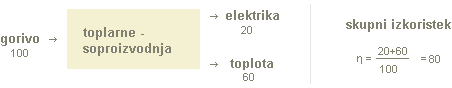 gorivo →
100
toplarne -
soproizvodnja
→ elektrika
20
→ toplota
60
skupni izkoristek
η = 20+60 / 100 = 80